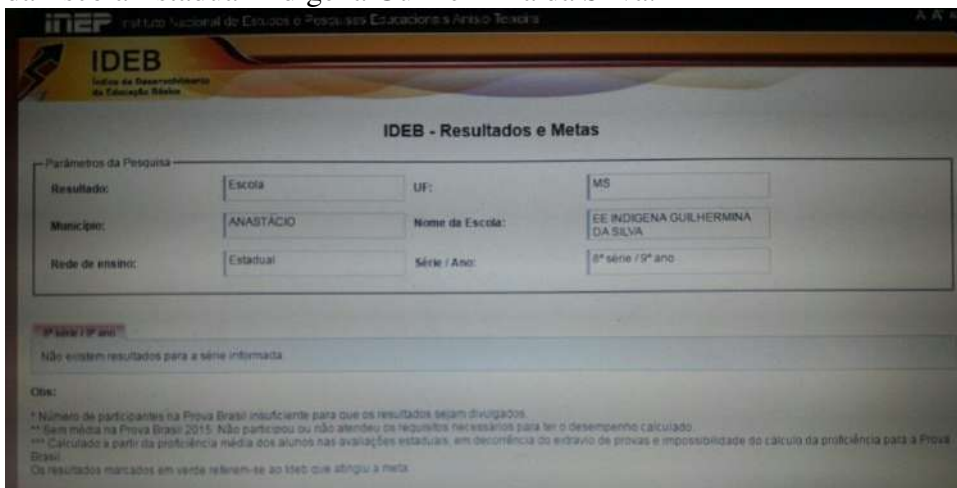 da Escola Estadual Indígena Guilhermina da Silva.
inep Instituto Nacional de Estudos e Pesquisas Educacionais Anísio Teixeira
A A
IDEB
Índice de Desenvolvimento
da Educação Básica
IDEB - Resultados e Metas
Parâmetros da Pesquisa
Resultado: Escola UF: MS
Município: ANASTÁCIO Nome da Escola: EE INDIGENA GUILHERMINA
DA SILVA
Rede de ensino: Estadual Série / Ano: 8ª série / 9º ano
8ª série / 9º ano
Não existem resultados para a série informada.
Obs:
* Número de participantes na Prova Brasil insuficiente para que os resultados sejam divulgados.
** Sem média na Prova Brasil 2015: Não participou ou não atendeu os requisitos necessários para ter o desempenho calculado.
*** Calculado a partir da proficiência média dos alunos nas avaliações estaduais, em decorrência do extravio de provas e impossibilidade do cálculo da proficiência para a Prova
Brasil.
Os resultados marcados em verde referem-se ao Ideb que atingiu a meta.